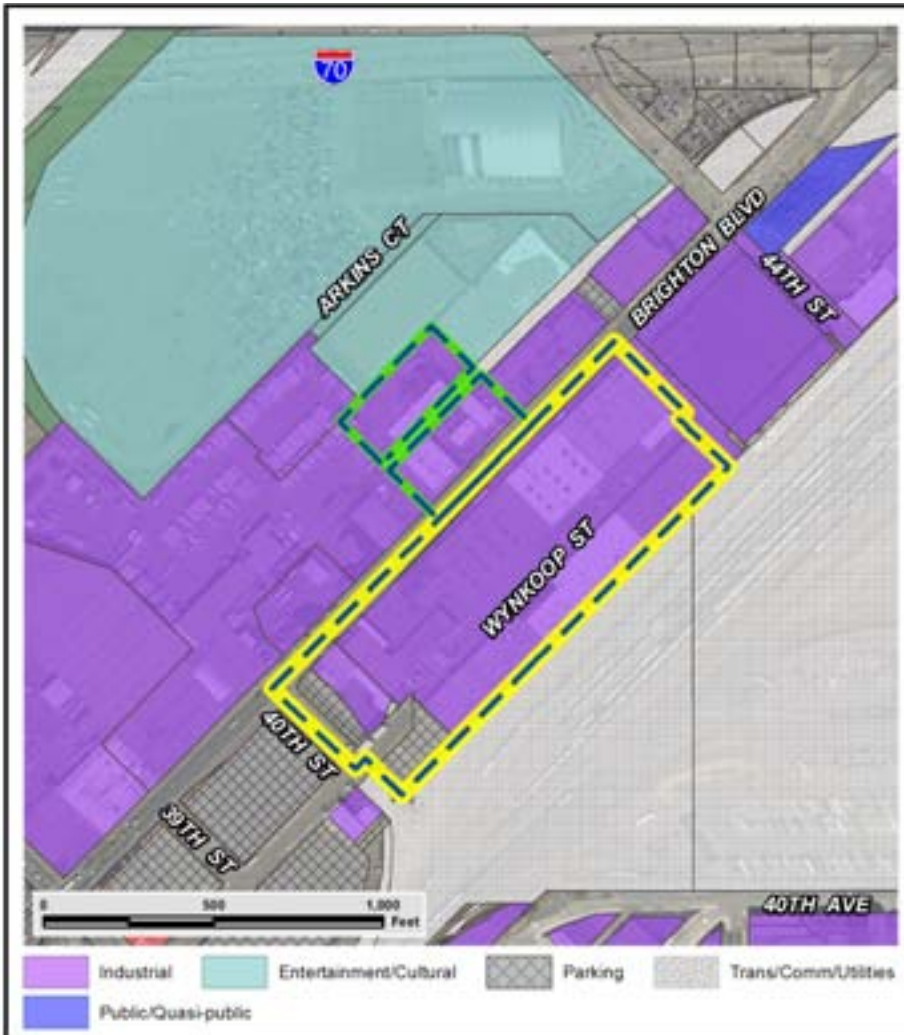 70
ARKINS CT
BRIGHTON BLVD
44TH ST
WYNKOOP ST
40TH ST
39TH ST
0 500 1,000
Feet
40TH AVE
Industrial Entertainment/Cultural Parking Trans/Comm/Utilities
Public/Quasi-public